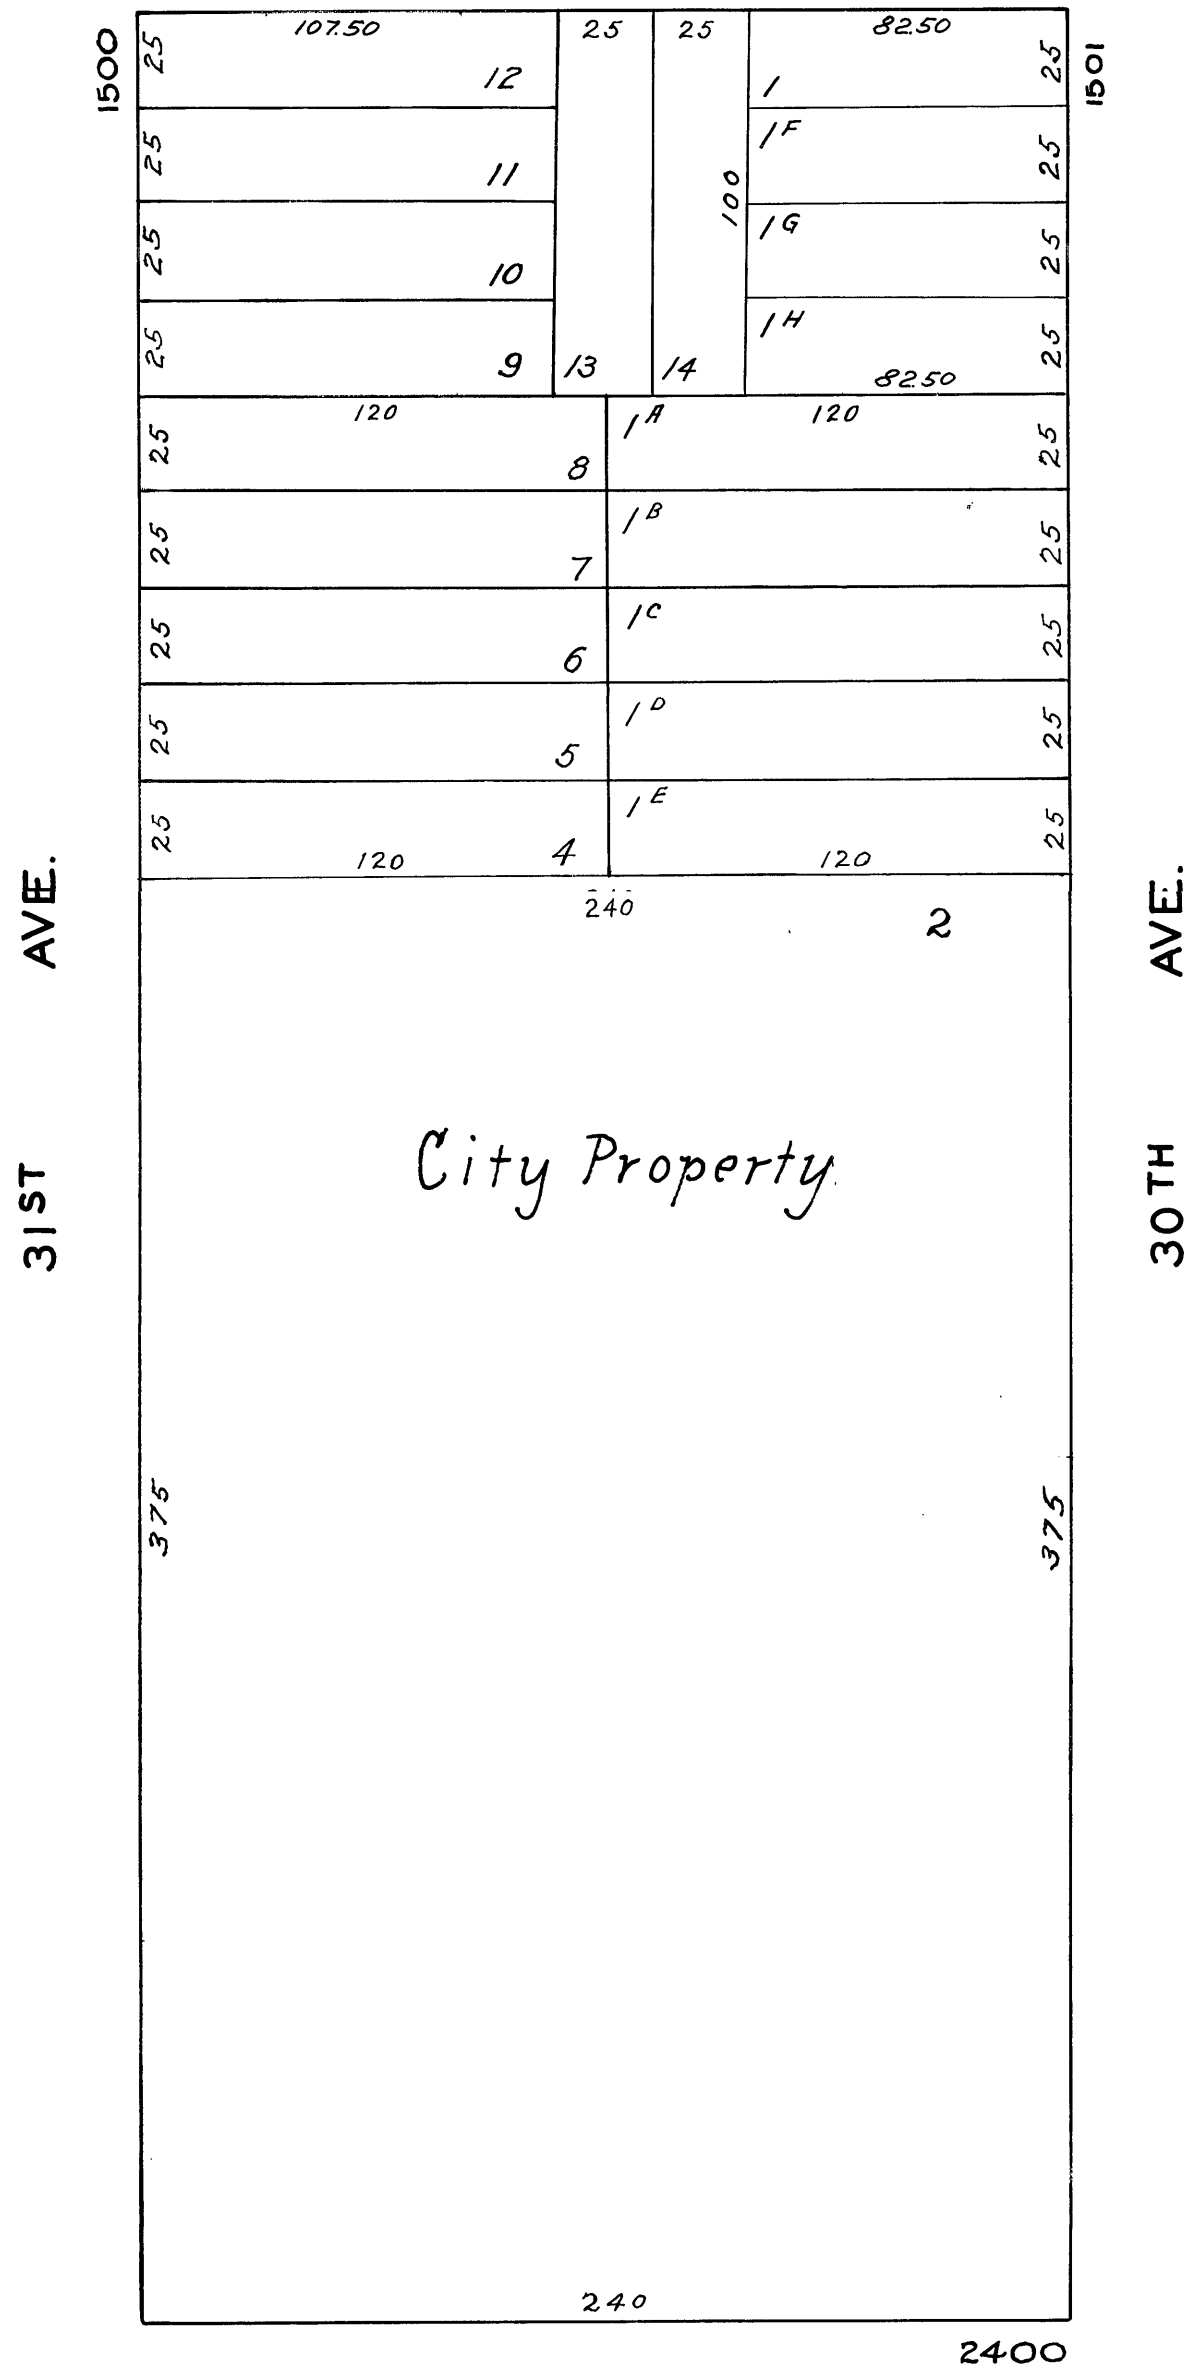 107.50 25 25 82.50
1500 25 12 1 25 1501
25 11 1F 25
100
25 10 1G 25
25 9 13 14 1H 25
82.50
120 1A 120
25 8 25
25 7 1B 25
25 6 1C 25
25 5 1D 25
25 4 1E 25
120 120
240
2
31ST AVE.
30TH AVE.
City Property
375 375
240
2400